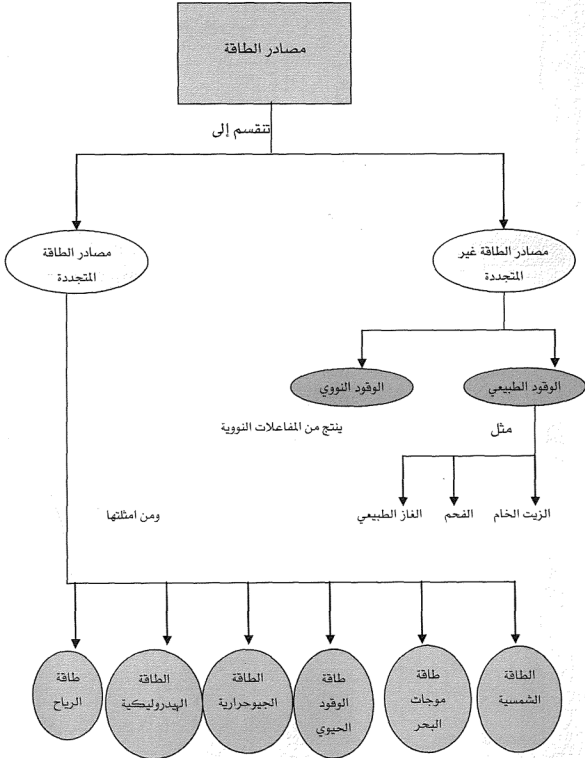 مصادر الطاقة
تنقسم إلى
مصادر الطاقة غير
المتجددة
مصادر الطاقة
المتجددة
الوقود الطبيعي
الوقود النووي
مثل
ينتج من المفاعلات النووية
الزيت الخام
الفحم
الغاز الطبيعي
ومن امثلتها
الطاقة
الشمسية
طاقة
موجات
البحر
طاقة
الوقود
الحيوي
الطاقة
الجيوحرارية
الطاقة
الهيدروليكية
طاقة
الرياح